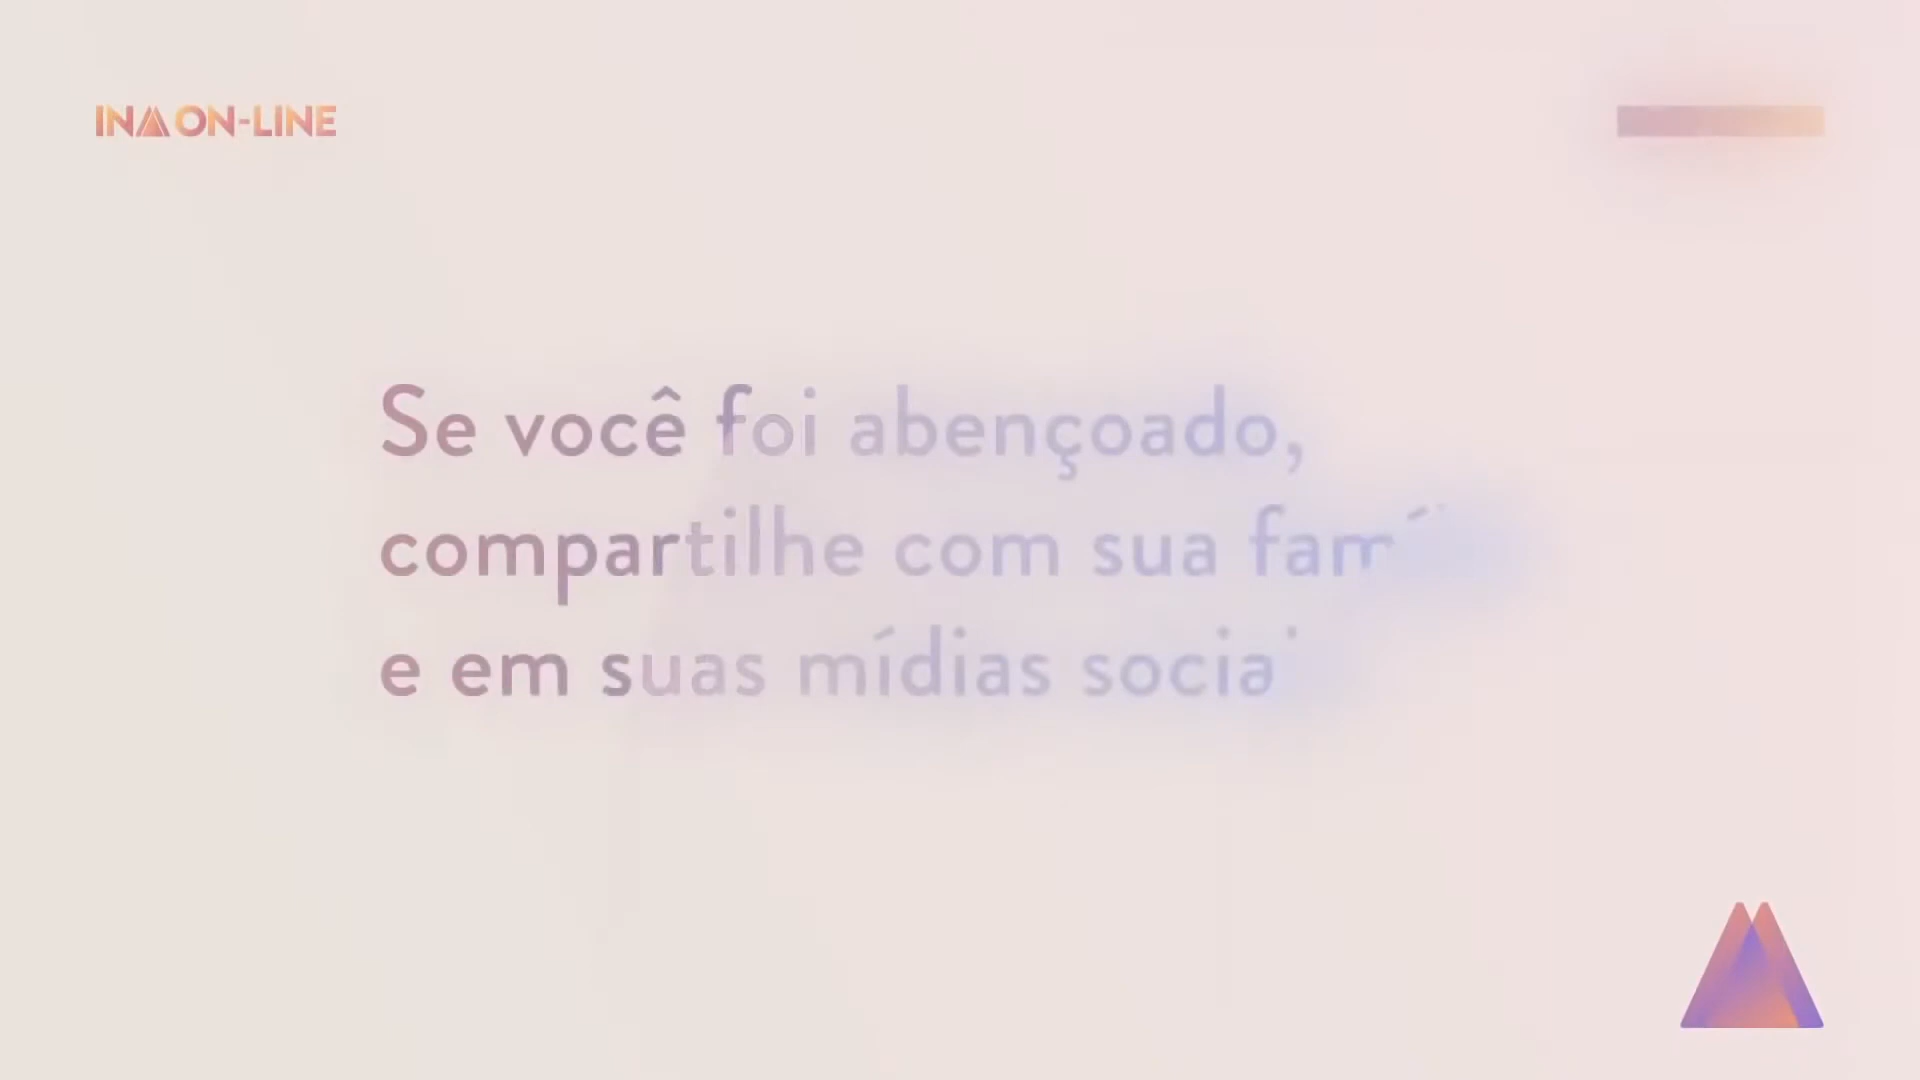 INA ON-LINE
Se você foi abençoado,
compartilhe com sua
e em suas mídias